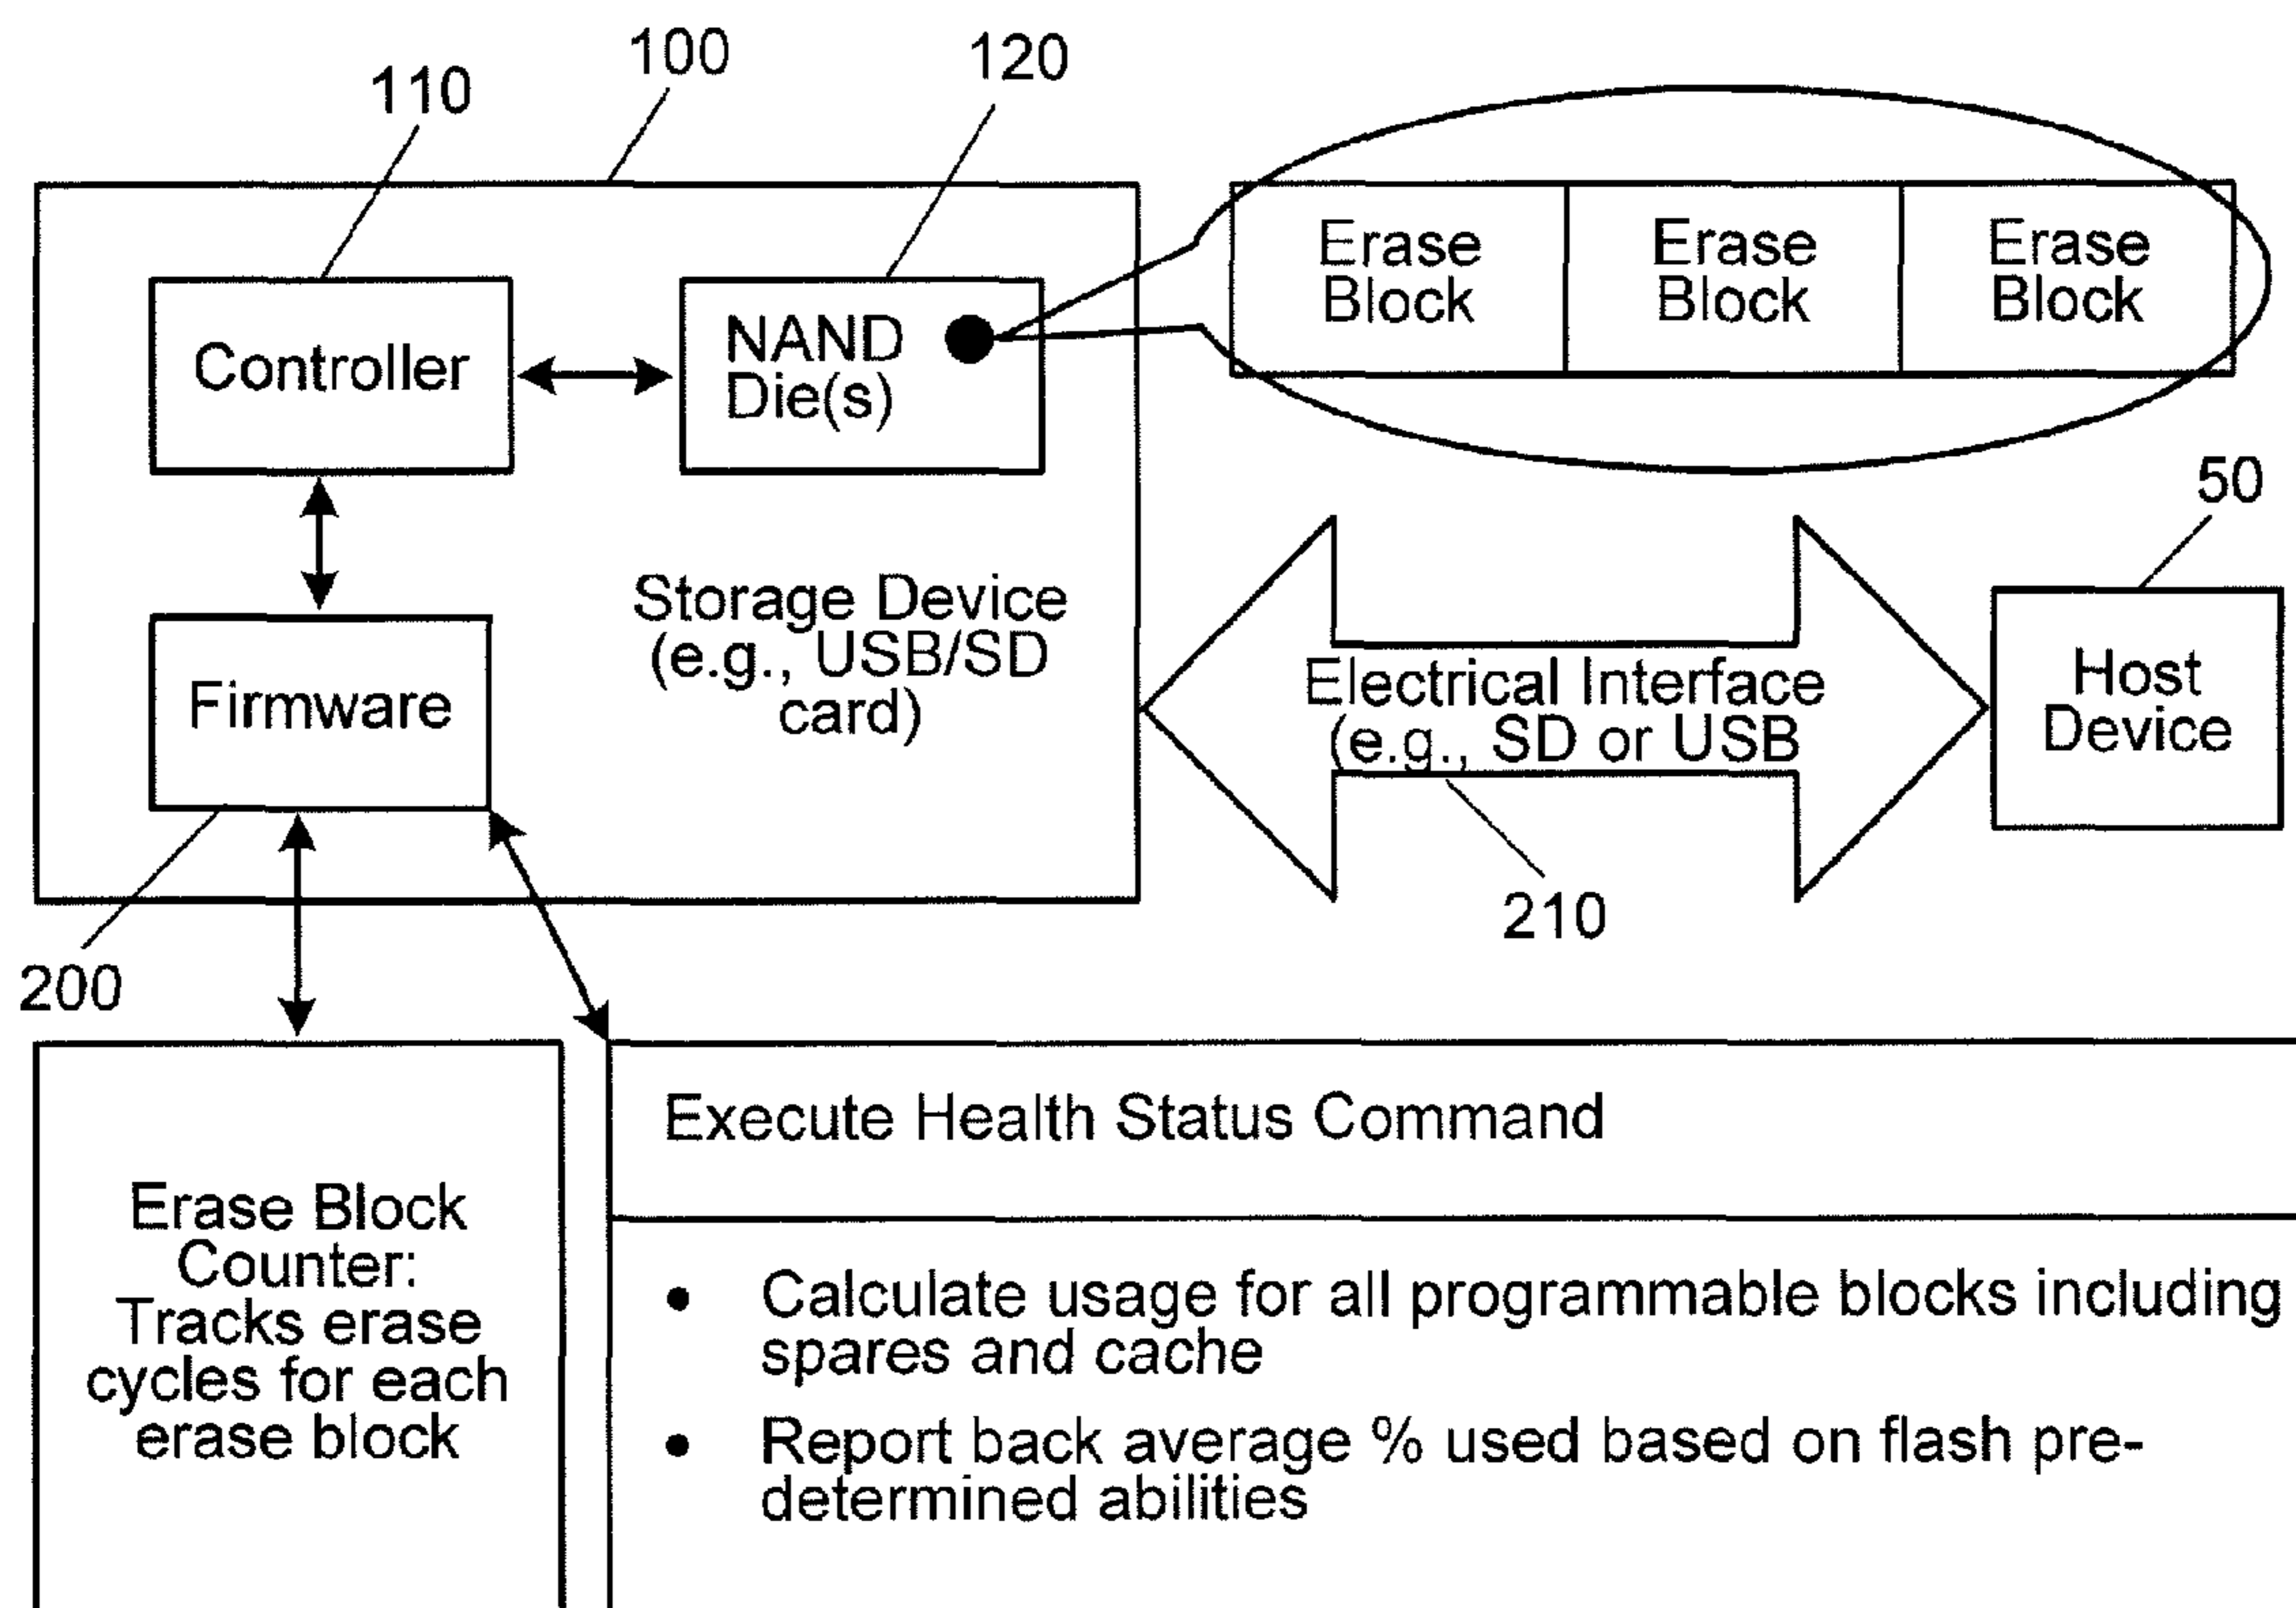 100
120
110
Erase
Block
Erase
Block
Erase
Block
Controller
NAND
Die(s)
50
Storage Device
(e.g., USB/SD
card)
Firmware
Electrical Interface
(e.g., SD or USB
Host
Device
210
200
Erase Block
Counter:
Tracks erase
cycles for each
erase block
Execute Health Status Command
• Calculate usage for all programmable blocks including
spares and cache
• Report back average % used based on flash pre-
determined abilities